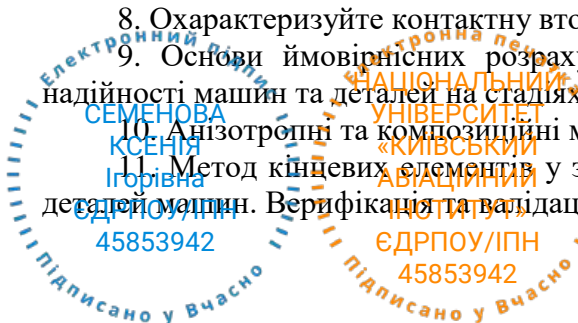 8. Охарактеризуйте контактну вто
9. Основи ймовірнісних розрах
надійності машин та деталей на стадіях
10. Анізотропні та композиційні м
11. Метод кінцевих елементів у з
деталей машин. Верифікація та валідац
Електронний підпис
СЕМЕНОВА
КСЕНІЯ
Ігорівна
ЄДРПОУ/ІПН
45853942
Підписано у Вчасно
Електронна печатка
НАЦІОНАЛЬНИЙ
УНІВЕРСИТЕТ
«КИЇВСЬКИЙ
АВІАЦІЙНИЙ
ІНСТИТУТ»
ЄДРПОУ/ІПН
45853942
Підписано у Вчасно